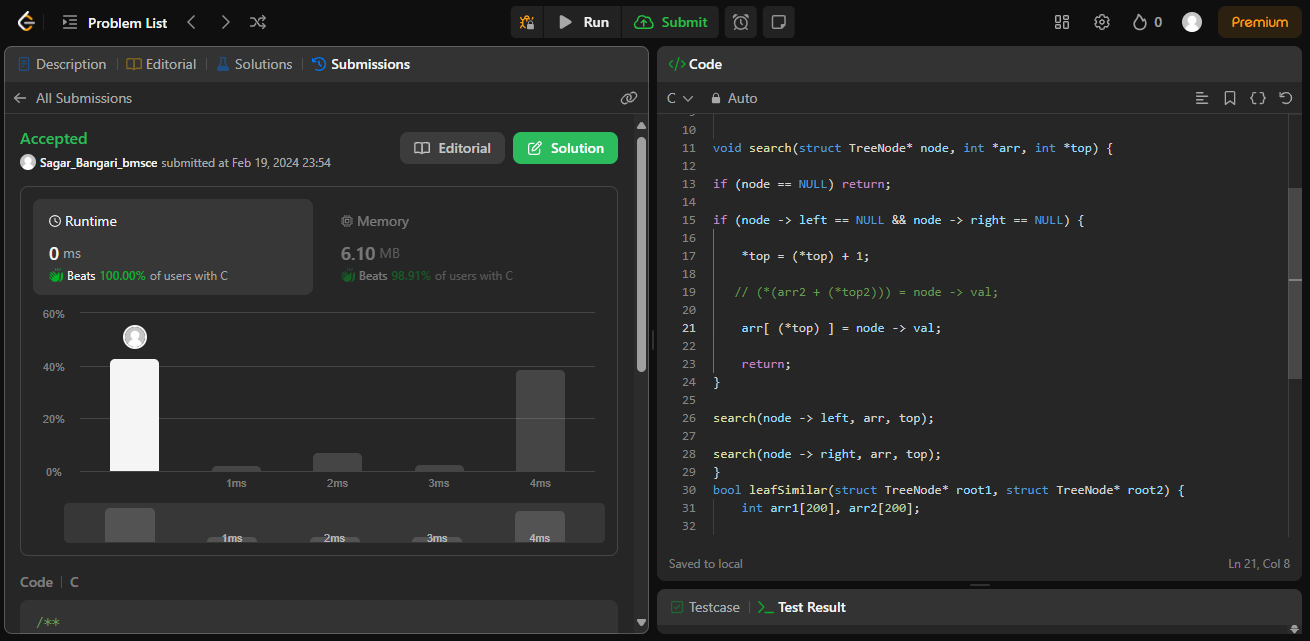 Problem List
Run
Submit
0
Premium
Description
Editorial
Solutions
Submissions
All Submissions
Accepted
Sagar_Bangari_bmsce submitted at Feb 19, 2024 23:54
Editorial
Solution
Runtime
0 ms
Beats 100.00% of users with C
Memory
6.10 MB
Beats 98.91% of users with C
60%
40%
20%
0%
1ms 2ms 3ms 4ms
1ms 2ms 3ms 4ms
Code | C
/**
</> Code
C
Auto
10
11 void search(struct TreeNode* node, int *arr, int *top) {
12
13 if (node == NULL) return;
14
15 if (node -> left == NULL && node -> right == NULL) {
16
17 *top = (*top) + 1;
18
19 // (*(arr2 + (*top2))) = node -> val;
20
21 arr[ (*top) ] = node -> val;
22
23 return;
24 }
25
26 search(node -> left, arr, top);
27
28 search(node -> right, arr, top);
29 }
30 bool leafSimilar(struct TreeNode* root1, struct TreeNode* root2) {
31 int arr1[200], arr2[200];
32
Saved to local
Ln 21, Col 8
Testcase
Test Result